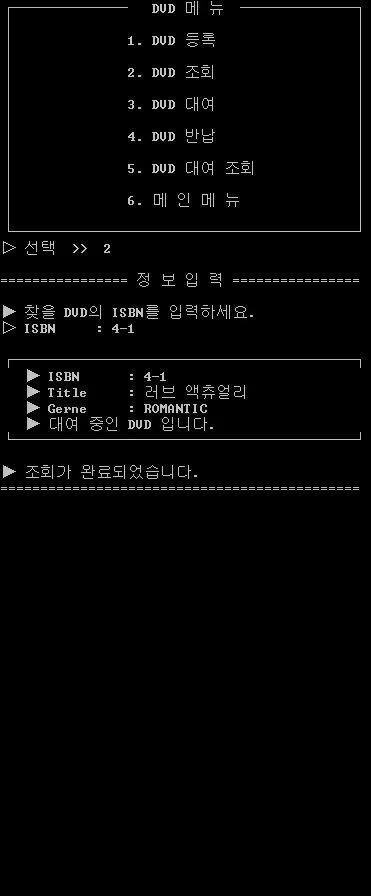 DVD 메 뉴
1. DVD 등록
2. DVD 조회
3. DVD 대여
4. DVD 반납
5. DVD 대여 조회
6. 메 인 메 뉴
▷ 선택 >> 2
================ 정 보 입 력 ================
▶ 찾을 DVD의 ISBN를 입력하세요.
▷ ISBN : 4-1
▶ ISBN : 4-1
▶ Title : 러브 액츄얼리
▶ Gerne : ROMANTIC
▶ 대여 중인 DVD 입니다.
▶ 조회가 완료되었습니다.
=============================================